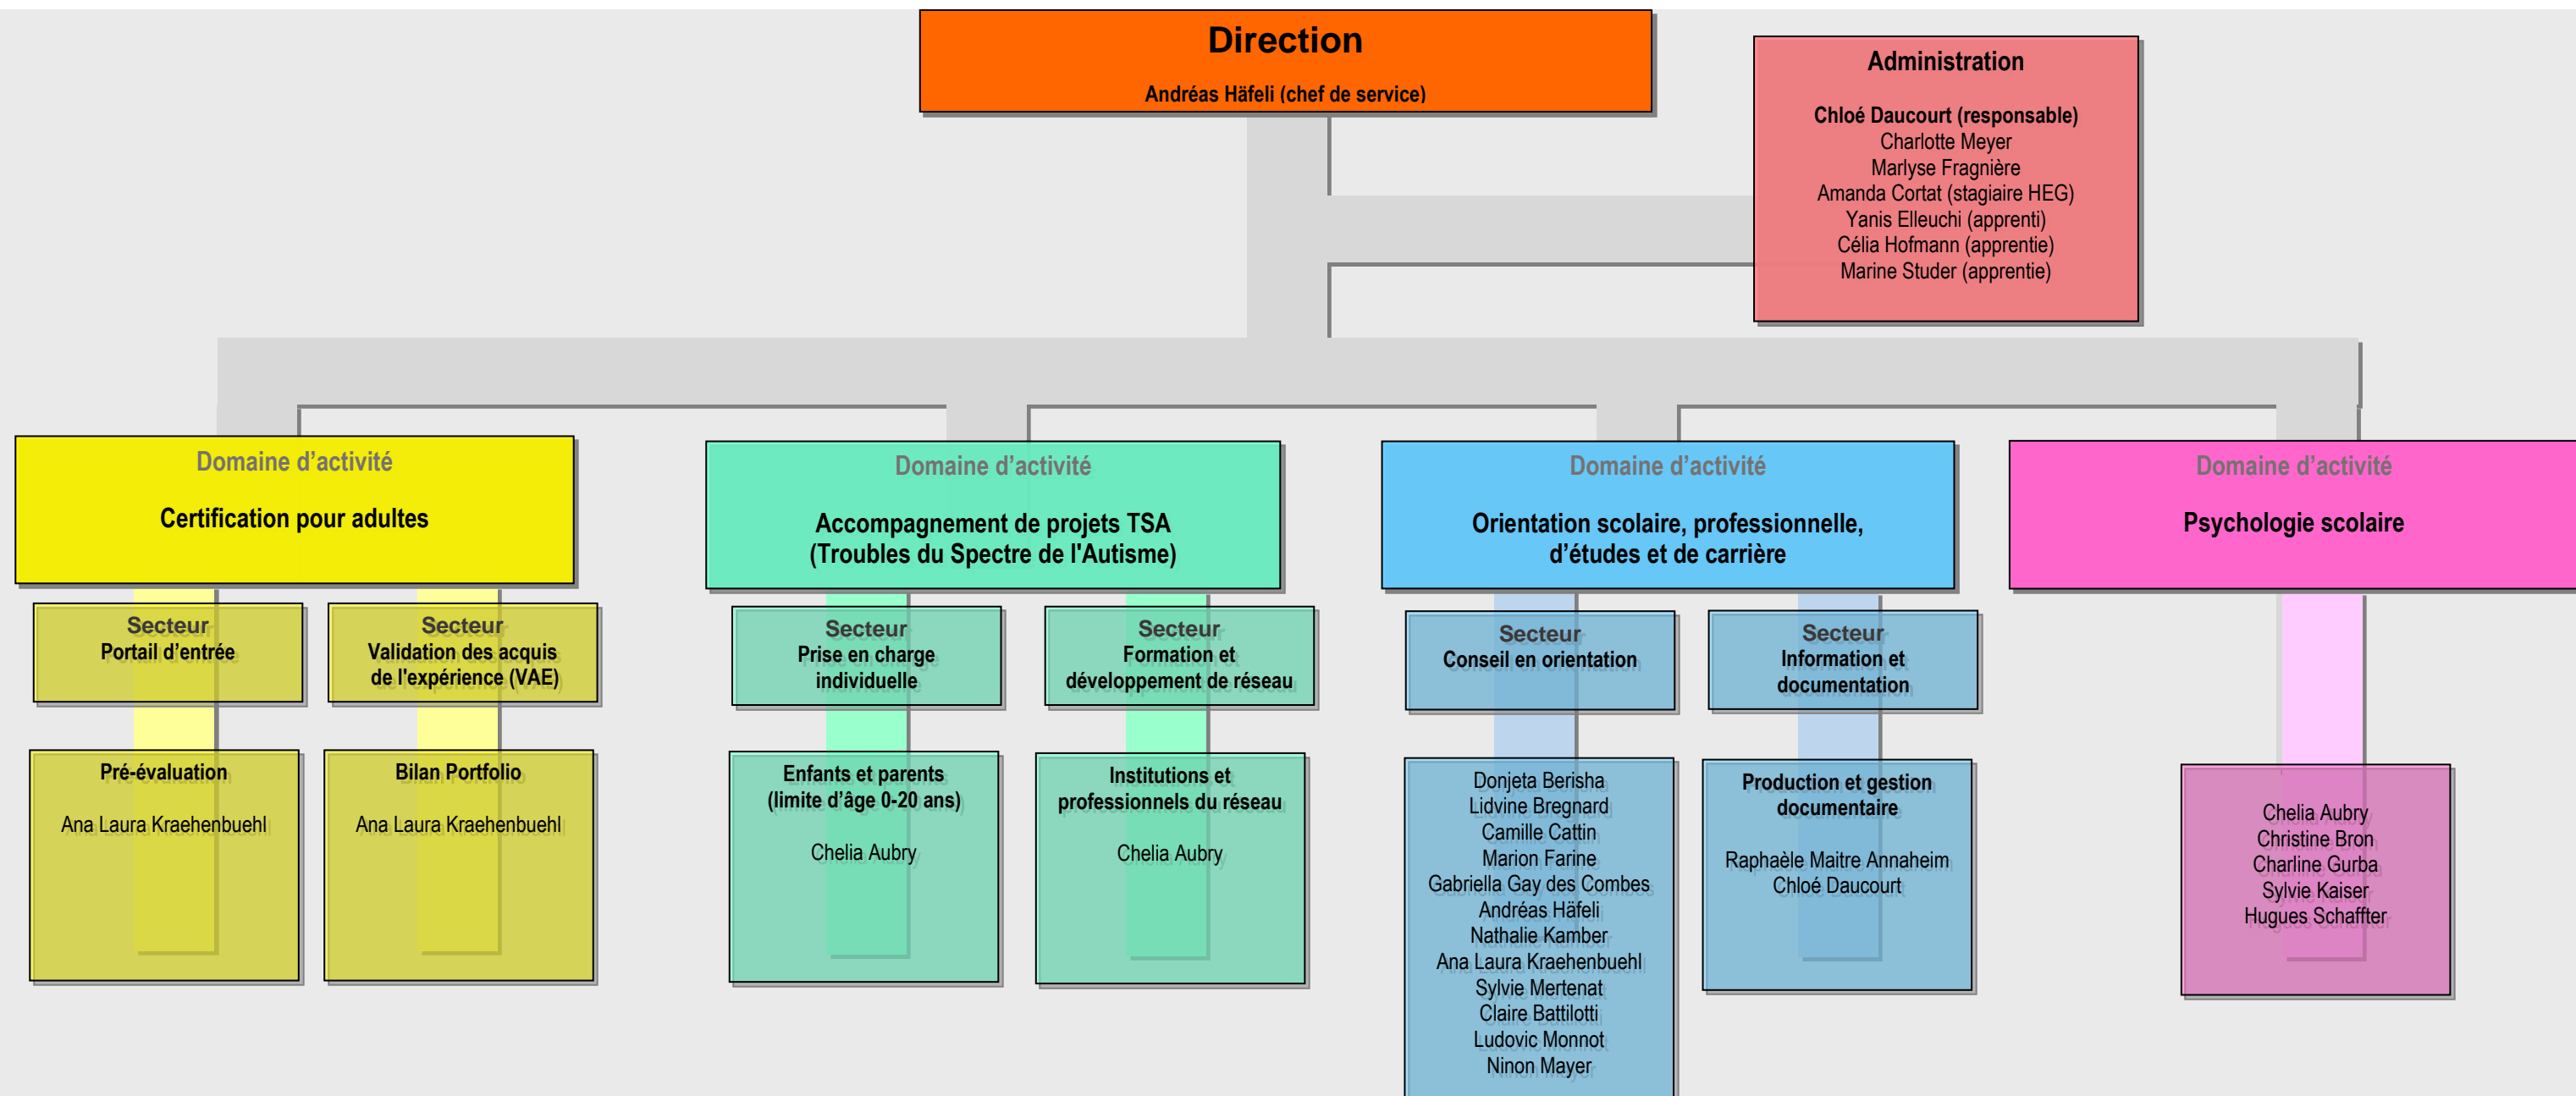 Direction
Andréas Häfeli (chef de service)
Administration
Chloé Daucourt (responsable)
Charlotte Meyer
Marlyse Fragnière
Amanda Cortat (stagiaire HEG)
Yanis Elleuchi (apprenti)
Célia Hofmann (apprentie)
Marine Studer (apprentie)
Domaine d’activité
Certification pour adultes
Secteur
Portail d’entrée
Pré-évaluation
Ana Laura Kraehenbuehl
Secteur
Validation des acquis
de l'expérience (VAE)
Bilan Portfolio
Ana Laura Kraehenbuehl
Domaine d’activité
Accompagnement de projets TSA
(Troubles du Spectre de l'Autisme)
Secteur
Prise en charge
individuelle
Enfants et parents
(limite d’âge 0-20 ans)
Chelia Aubry
Secteur
Formation et
développement de réseau
Institutions et
professionnels du réseau
Chelia Aubry
Domaine d’activité
Orientation scolaire, professionnelle,
d’études et de carrière
Secteur
Conseil en orientation
Donjeta Berisha
Lidvine Bregnard
Camille Cattin
Marion Farine
Gabriella Gay des Combes
Andréas Häfeli
Nathalie Kamber
Ana Laura Kraehenbuehl
Sylvie Mertenat
Claire Battilotti
Ludovic Monnot
Ninon Mayer
Secteur
Information et
documentation
Production et gestion
documentaire
Raphaèle Maitre Annaheim
Chloé Daucourt
Domaine d’activité
Psychologie scolaire
Chelia Aubry
Christine Bron
Charline Gurba
Sylvie Kaiser
Hugues Schaffter